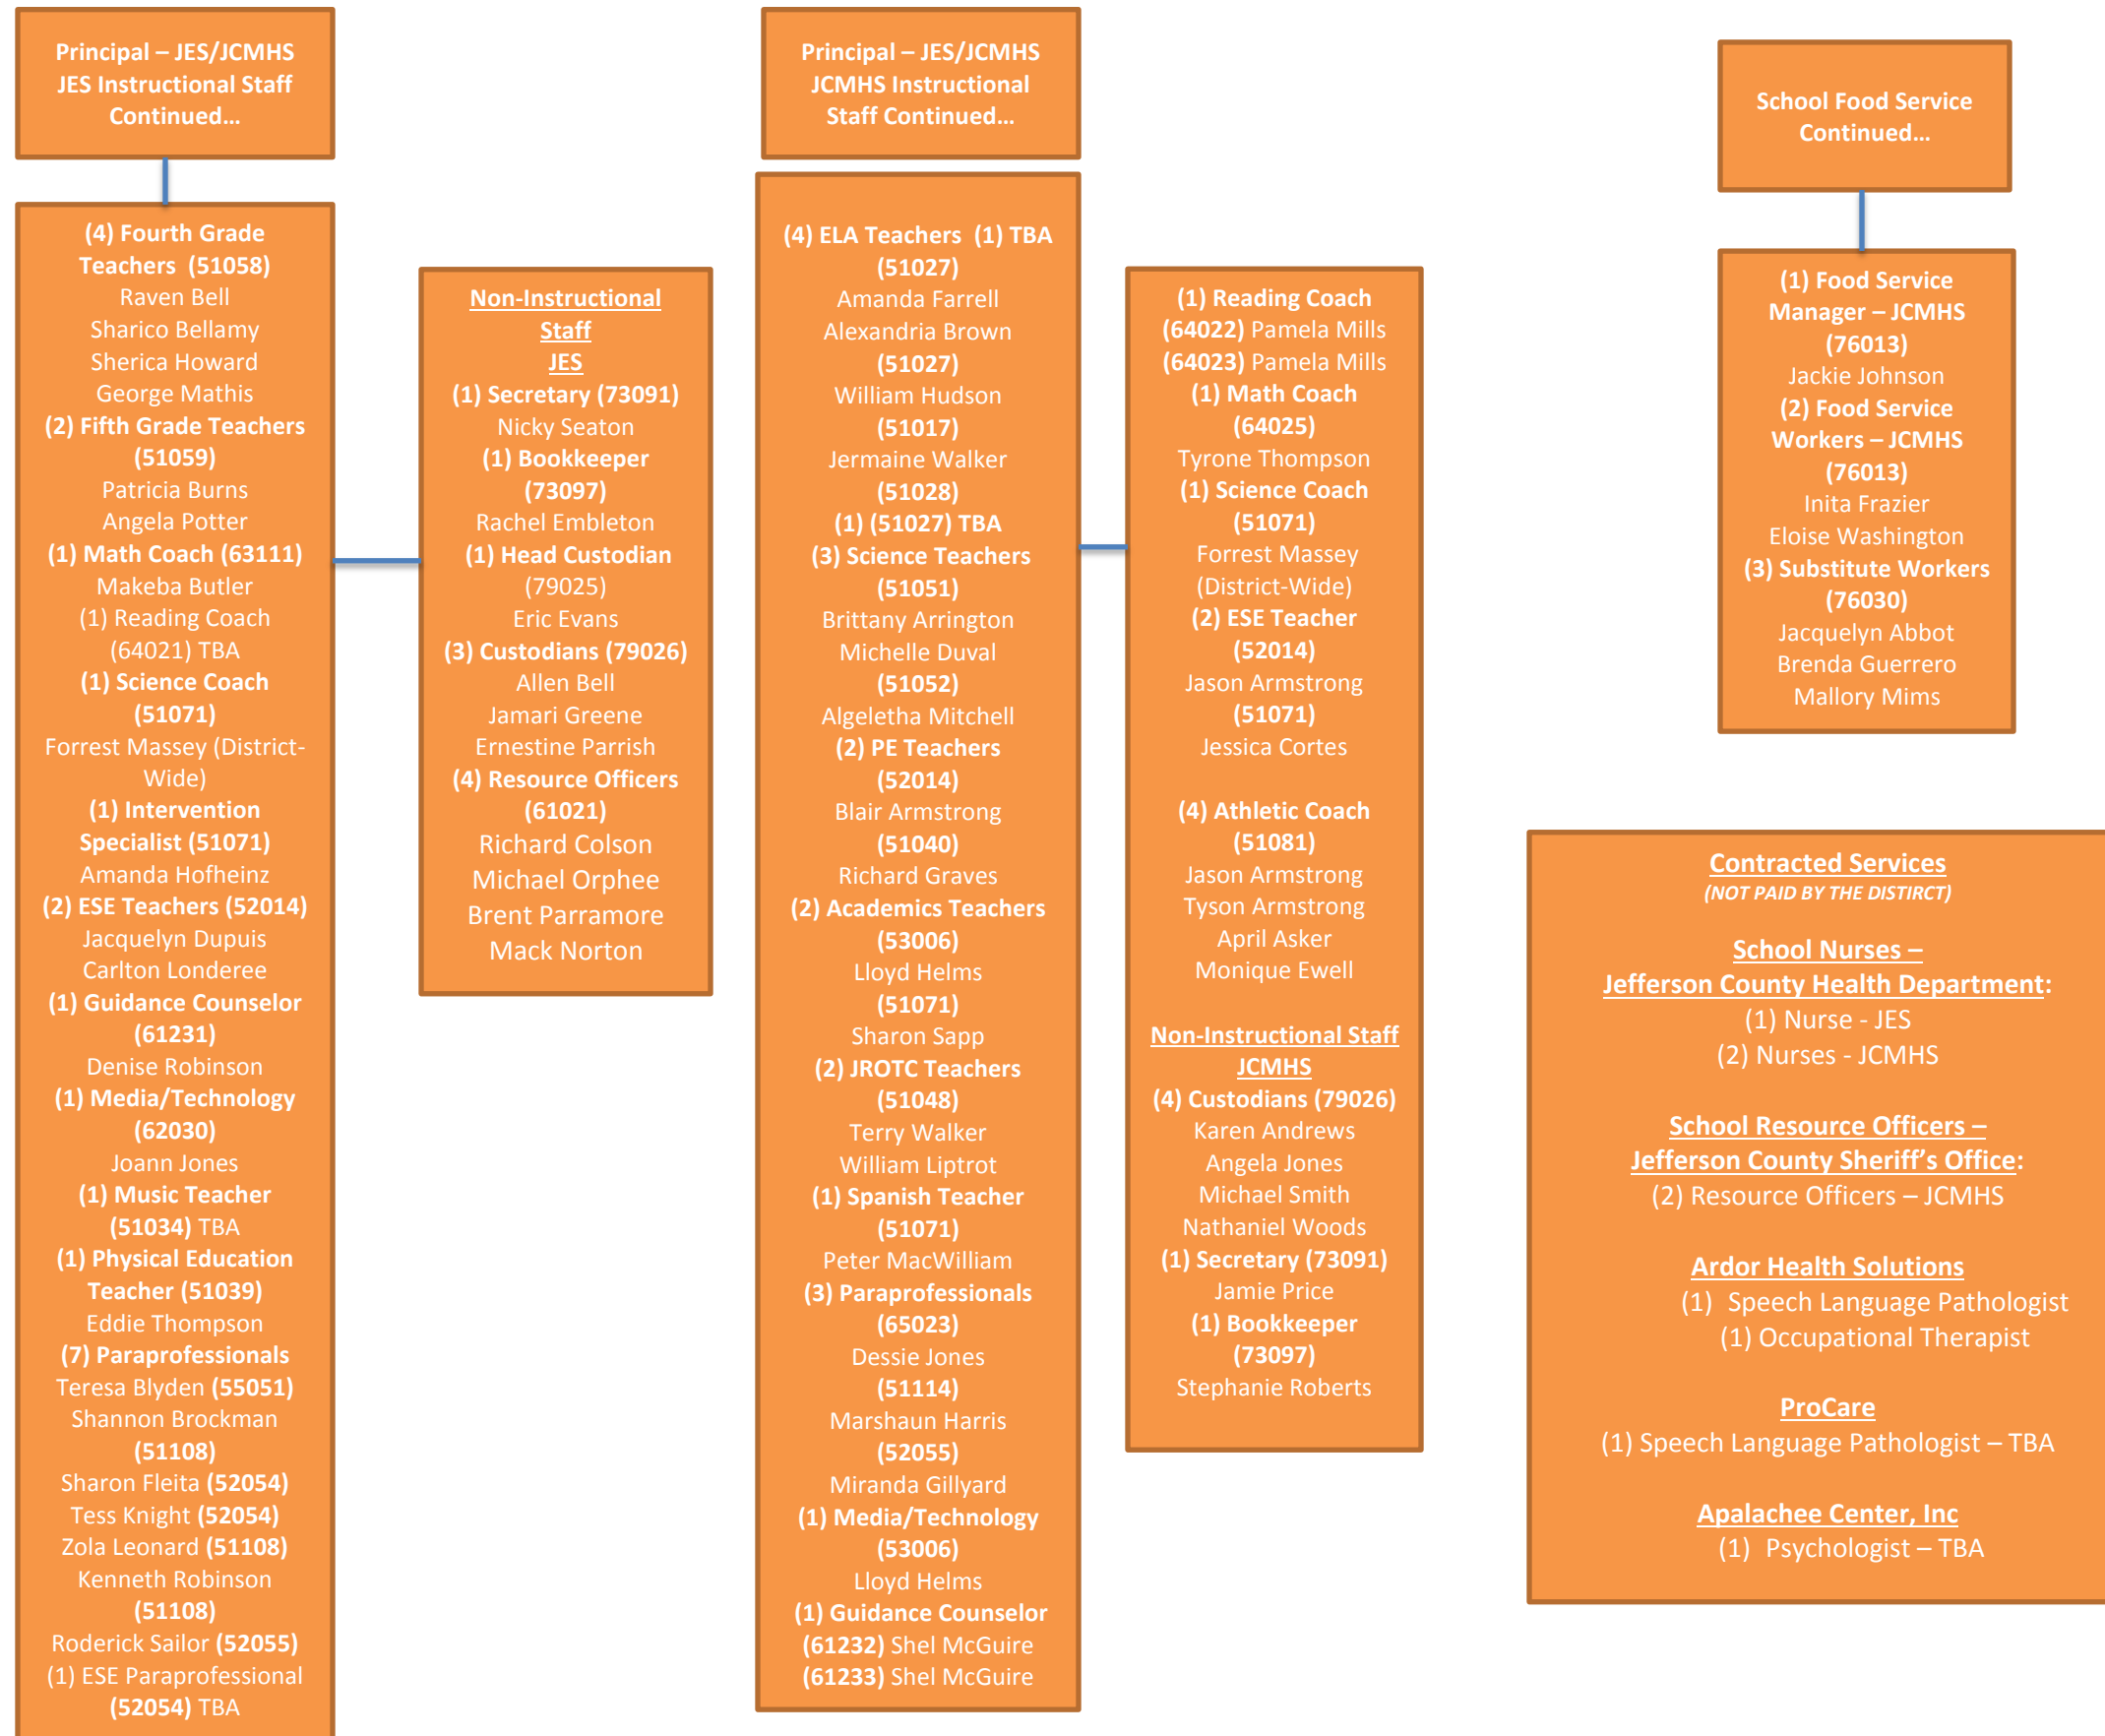 Principal – JES/JCMHS
JES Instructional Staff
Continued…
(4) Fourth Grade
Teachers  (51058)
Raven Bell
Sharico Bellamy
Sherica Howard
George Mathis
(2) Fifth Grade Teachers
(51059)
Patricia Burns
Angela Potter
(1) Math Coach (63111)
Makeba Butler
(1) Reading Coach
(64021) TBA
(1) Science Coach
(51071)
Forrest Massey (District-
Wide)
(1) Intervention
Specialist (51071)
Amanda Hofheinz
(2) ESE Teachers (52014)
Jacquelyn Dupuis
Carlton Londeree
(1) Guidance Counselor
(61231)
Denise Robinson
(1) Media/Technology
(62030)
Joann Jones
(1) Music Teacher
(51034) TBA
(1) Physical Education
Teacher (51039)
Eddie Thompson
(7) Paraprofessionals
Teresa Blyden (55051)
Shannon Brockman
(51108)
Sharon Fleita (52054)
Tess Knight (52054)
Zola Leonard (51108)
Kenneth Robinson
(51108)
Roderick Sailor (52055)
(1) ESE Paraprofessional
(52054) TBA
Non-Instructional
Staff
JES
(1) Secretary (73091)
Nicky Seaton
(1) Bookkeeper
(73097)
Rachel Embleton
(1) Head Custodian
(79025)
Eric Evans
(3) Custodians (79026)
Allen Bell
Jamari Greene
Ernestine Parrish
(4) Resource Officers
(61021)
Richard Colson
Michael Orphee
Brent Parramore
Mack Norton
Principal – JES/JCMHS
JCMHS Instructional
Staff Continued…
(4) ELA Teachers  (1) TBA
(51027)
Amanda Farrell
Alexandria Brown
(51027)
William Hudson
(51017)
Jermaine Walker
(51028)
(1) (51027) TBA
(3) Science Teachers
(51051)
Brittany Arrington
Michelle Duval
(51052)
Algeletha Mitchell
(2) PE Teachers
(52014)
Blair Armstrong
(51040)
Richard Graves
(2) Academics Teachers
(53006)
Lloyd Helms
(51071)
Sharon Sapp
(2) JROTC Teachers
(51048)
Terry Walker
William Liptrot
(1) Spanish Teacher
(51071)
Peter MacWilliam
(3) Paraprofessionals
(65023)
Dessie Jones
(51114)
Marshaun Harris
(52055)
Miranda Gillyard
(1) Media/Technology
(53006)
Lloyd Helms
(1) Guidance Counselor
(61232) Shel McGuire
(61233) Shel McGuire
(1) Reading Coach
(64022) Pamela Mills
(64023) Pamela Mills
(1) Math Coach
(64025)
Tyrone Thompson
(1) Science Coach
(51071)
Forrest Massey
(District-Wide)
(2) ESE Teacher
(52014)
Jason Armstrong
(51071)
Jessica Cortes
(4) Athletic Coach
(51081)
Jason Armstrong
Tyson Armstrong
April Asker
Monique Ewell
Non-Instructional Staff
JCMHS
(4) Custodians (79026)
Karen Andrews
Angela Jones
Michael Smith
Nathaniel Woods
(1) Secretary (73091)
Jamie Price
(1) Bookkeeper
(73097)
Stephanie Roberts
School Food Service
Continued…
(1) Food Service
Manager – JCMHS
(76013)
Jackie Johnson
(2) Food Service
Workers – JCMHS
(76013)
Inita Frazier
Eloise Washington
(3) Substitute Workers
(76030)
Jacquelyn Abbot
Brenda Guerrero
Mallory Mims
Contracted Services
(NOT PAID BY THE DISTIRCT)
School Nurses –
Jefferson County Health Department:
(1) Nurse - JES
(2) Nurses - JCMHS
School Resource Officers –
Jefferson County Sheriff’s Office:
(2) Resource Officers – JCMHS
Ardor Health Solutions
(1)  Speech Language Pathologist
(1) Occupational Therapist
ProCare
(1) Speech Language Pathologist – TBA
Apalachee Center, Inc
(1)  Psychologist – TBA